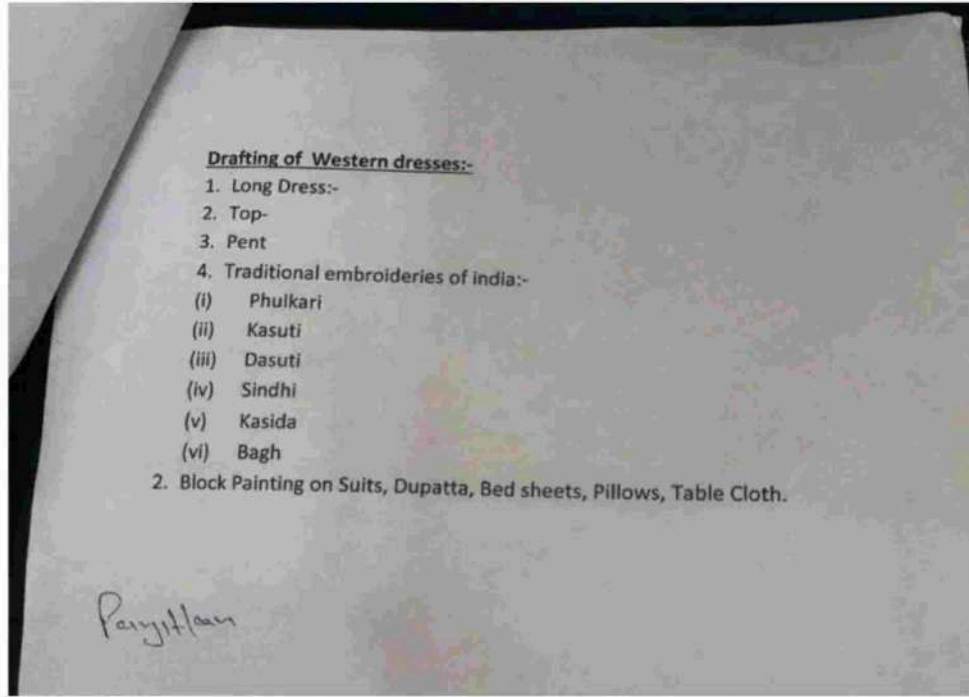 Drafting of Western dresses:-
1. Long Dress:-
2. Top-
3. Pent
4. Traditional embroideries of india:-
(i) Phulkari
(ii) Kasuti
(iii) Dasuti
(iv) Sindhi
(v) Kasida
(vi) Bagh
2. Block Painting on Suits, Dupatta, Bed sheets, Pillows, Table Cloth.